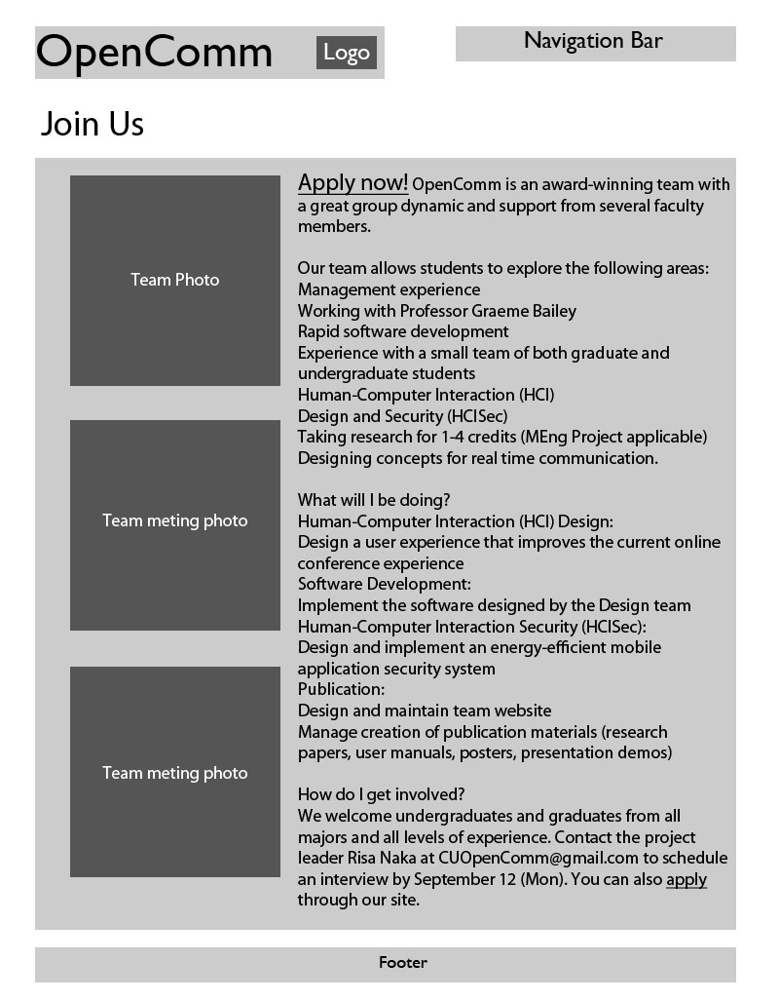 OpenComm
Logo
Navigation Bar
Join Us
Team Photo
Team meting photo
Team meting photo
Apply now! OpenComm is an award-winning team with
a great group dynamic and support from several faculty
members.
Our team allows students to explore the following areas:
Management experience
Working with Professor Graeme Bailey
Rapid software development
Experience with a small team of both graduate and
undergraduate students
Human-Computer Interaction (HCI)
Design and Security (HCISec)
Taking research for 1-4 credits (MEng Project applicable)
Designing concepts for real time communication.
What will I be doing?
Human-Computer Interaction (HCI) Design:
Design a user experience that improves the current online
conference experience
Software Development:
Implement the software designed by the Design team
Human-Computer Interaction Security (HCISec):
Design and implement an energy-efficient mobile
application security system
Publication:
Design and maintain team website
Manage creation of publication materials (research
papers, user manuals, posters, presentation demos)
How do I get involved?
We welcome undergraduates and graduates from all
majors and all levels of experience. Contact the project
leader Risa Naka at CUOpenComm@gmail.com to schedule
an interview by September 12 (Mon). You can also apply
through our site.
Footer